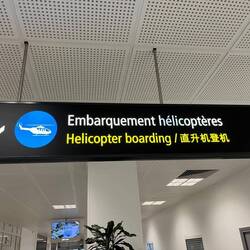 Embarquement hélicoptères
Helicopter boarding / 直升机登机